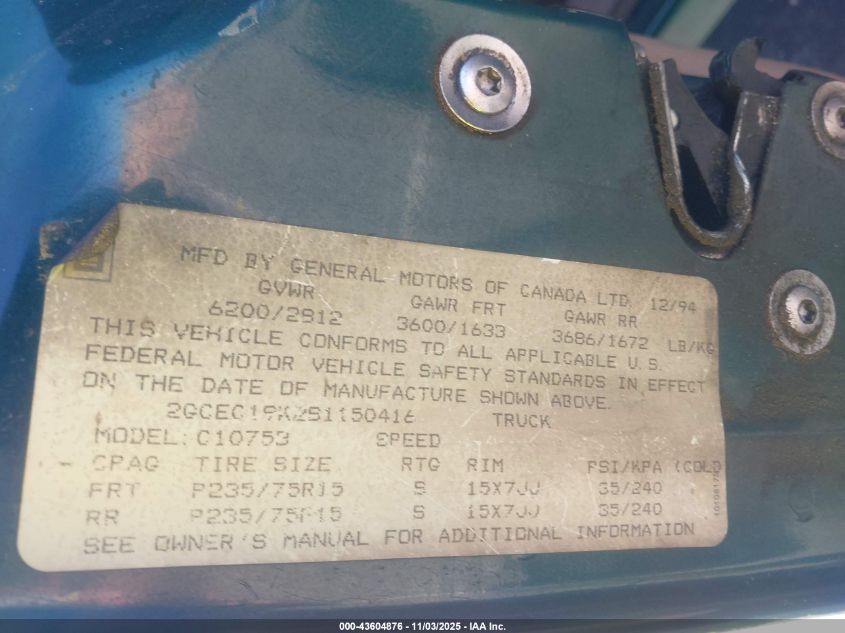 MFD BY GENERAL MOTORS OF CANADA LTD. 12/94
GVWR GAWR FRT GAWR RR
6200/2812 3600/1633 3686/1672 LB/KG
THIS VEHICLE CONFORMS TO ALL APPLICABLE U.S.
FEDERAL MOTOR VEHICLE SAFETY STANDARDS IN EFFECT
ON THE DATE OF MANUFACTURE SHOWN ABOVE.
2GCEC19K2S1150416 TRUCK
MODEL: C10753 SPEED
TIRE SIZE RTG RIM PSI/KPA (COLD
FRT P235/75R15 S 15X7JJ 35/240
RR P235/75R15 S 15X7JJ 35/240
SEE OWNER'S MANUAL FOR ADDITIONAL INFORMATION
000-43604876 - 11/03/2025 - IAA Inc.